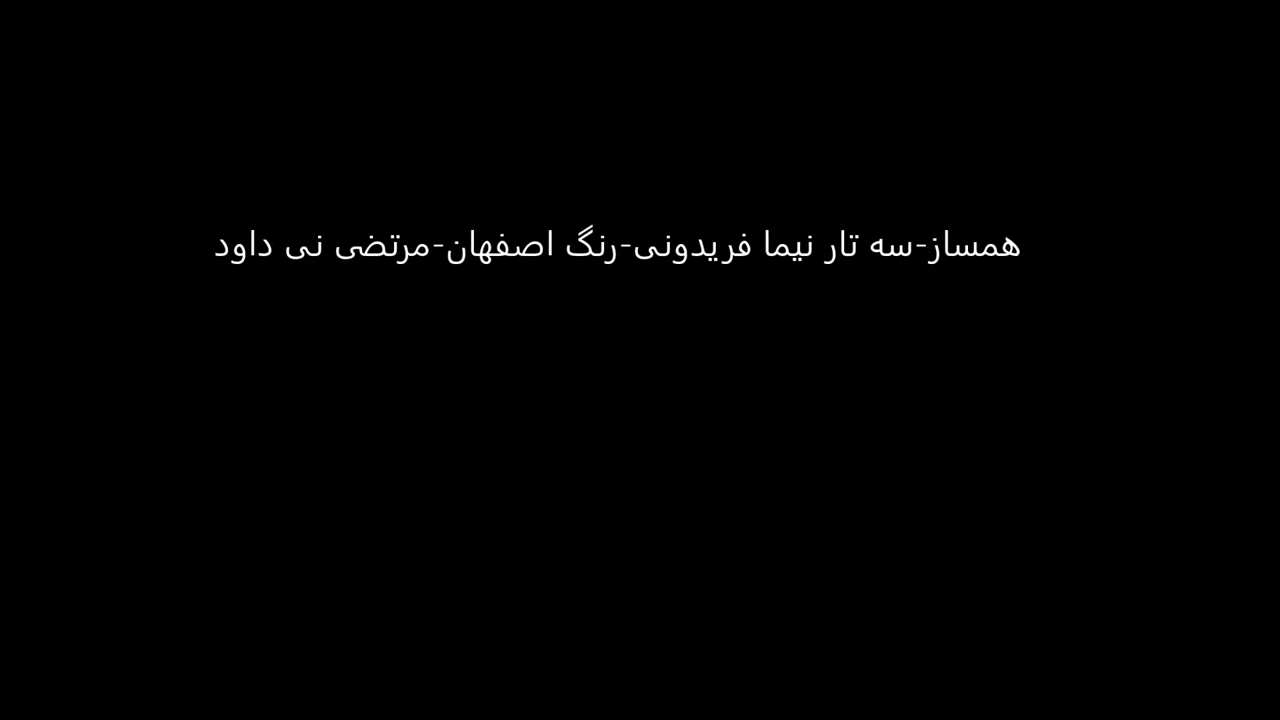 همساز-سه تار نیما فریدونی-رنگ اصفهان-مرتضی نی داود